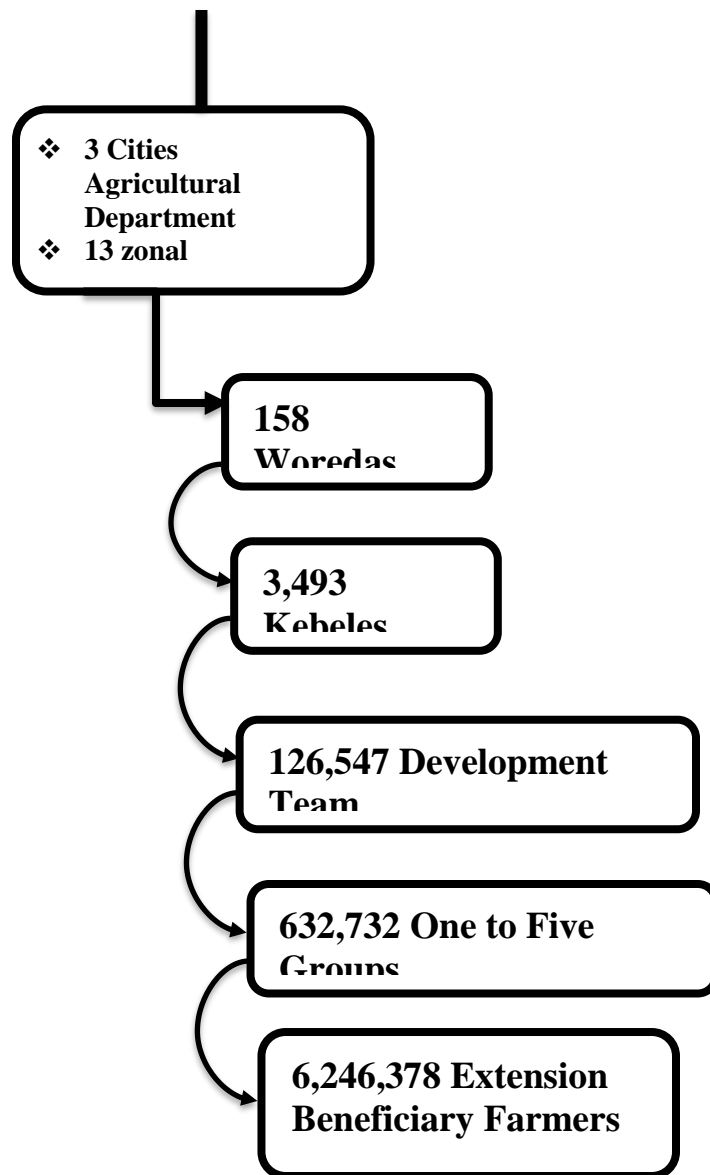 ❖ 3 Cities
Agricultural
Department
❖ 13 zonal
158
Woredas
3,493
Kebeles
126,547 Development
Team
632,732 One to Five
Groups
6,246,378 Extension
Beneficiary Farmers